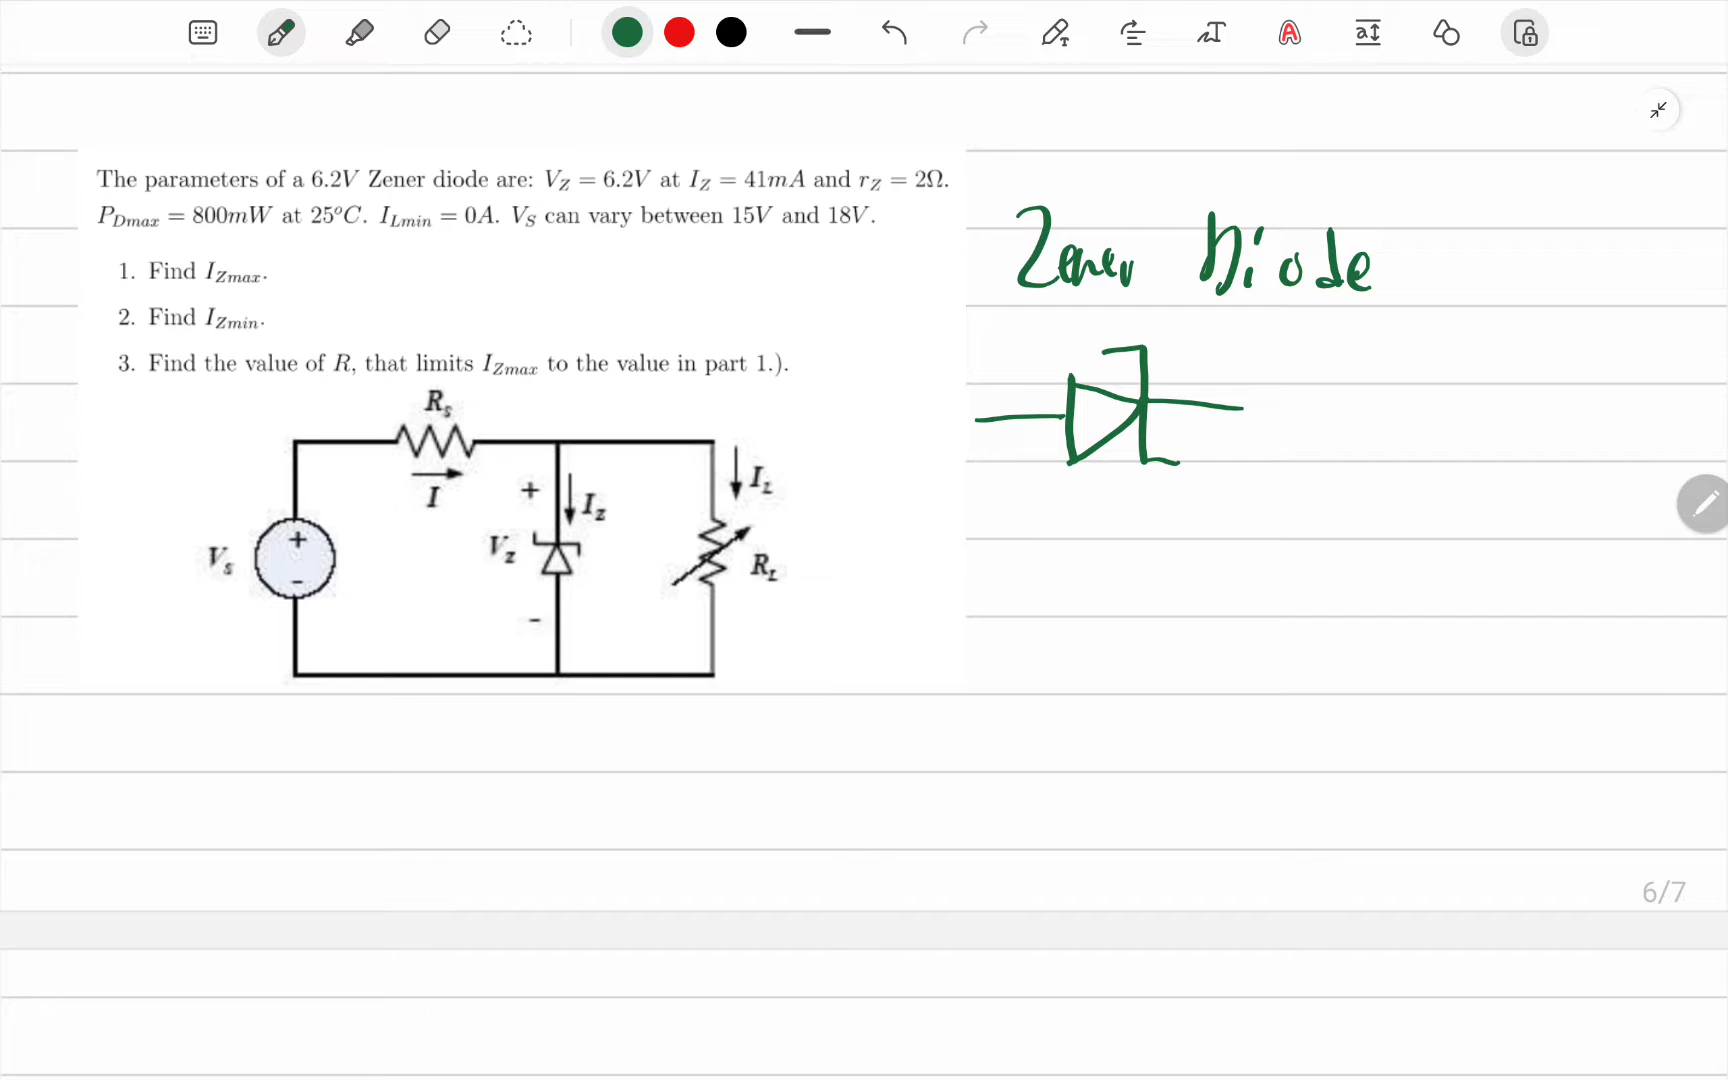 The parameters of a 6.2V Zener diode are: V_Z = 6.2V at I_Z = 41mA and r_Z = 2Ω.
P_Dmax = 800mW at 25°C. I_Lmin = 0A. V_S can vary between 15V and 18V.
1. Find I_Zmax.
2. Find I_Zmin.
3. Find the value of R, that limits I_Zmax to the value in part 1.).
Zener Diode
R_s
I
+
I_z
I_L
V_s
+
-
V_z
R_L
-
6/7